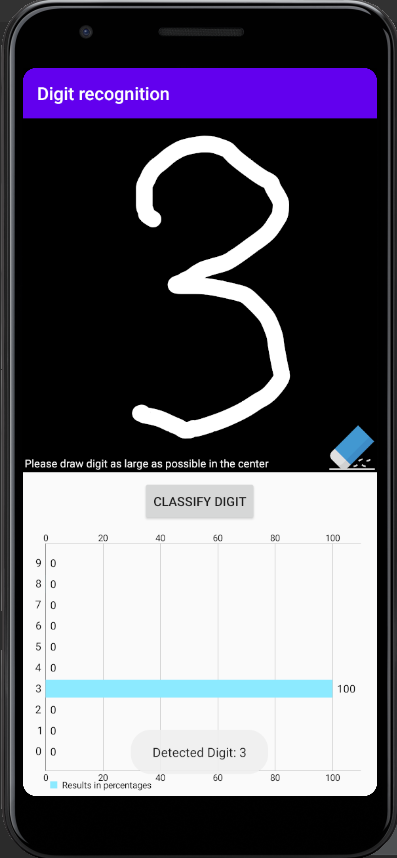 Digit recognition
3
Please draw digit as large as possible in the center
CLASSIFY DIGIT
0 20 40 60 80 100
9 0
8 0
7 0
6 0
5 0
4 0
3 100
2 0
1 0
0 0
Detected Digit: 3
0 20 40 60 80 100
Results in percentages